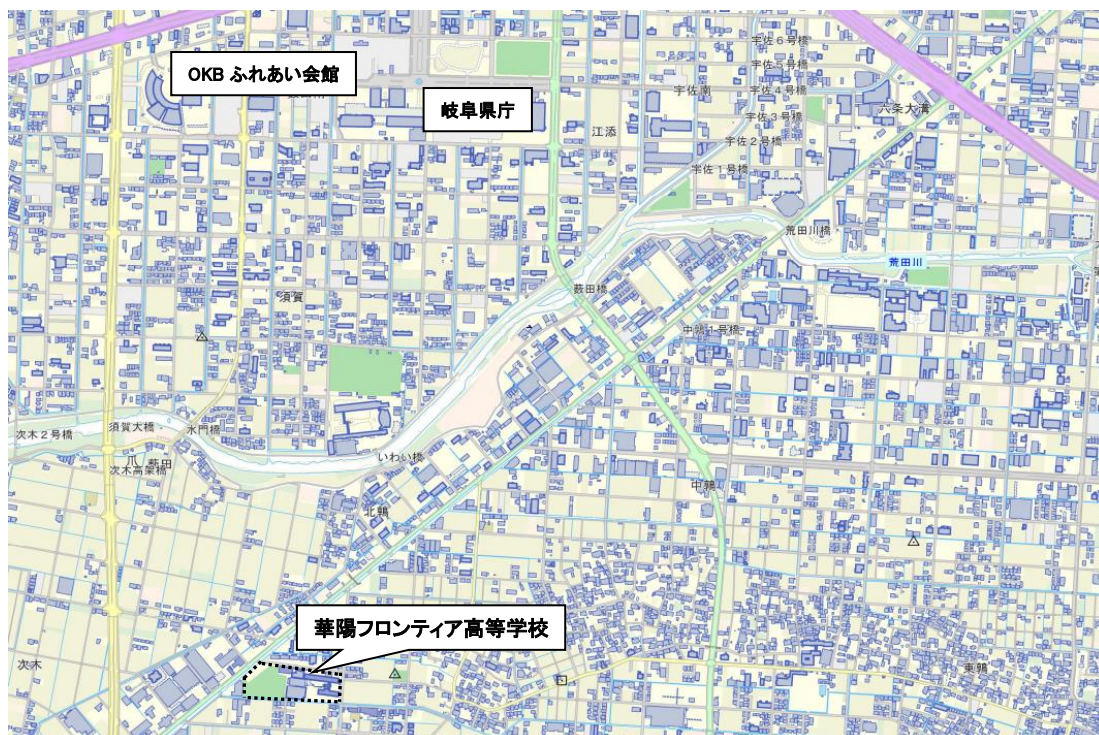 宇佐6号橋
OKB ふれあい会館
宇佐5号橋
宇佐南
宇佐4号橋
岐阜県庁
六条大溝
宇佐3号橋
江添
宇佐2号橋
宇佐1号橋
荒田川橋
荒田川
薮田橋
須賀
中鶉1号橋
須賀大橋
水門橋
次木2号橋
次木高架橋
いわい橋
中鶉
北鶉
華陽フロンティア高等学校
次木
東鶉